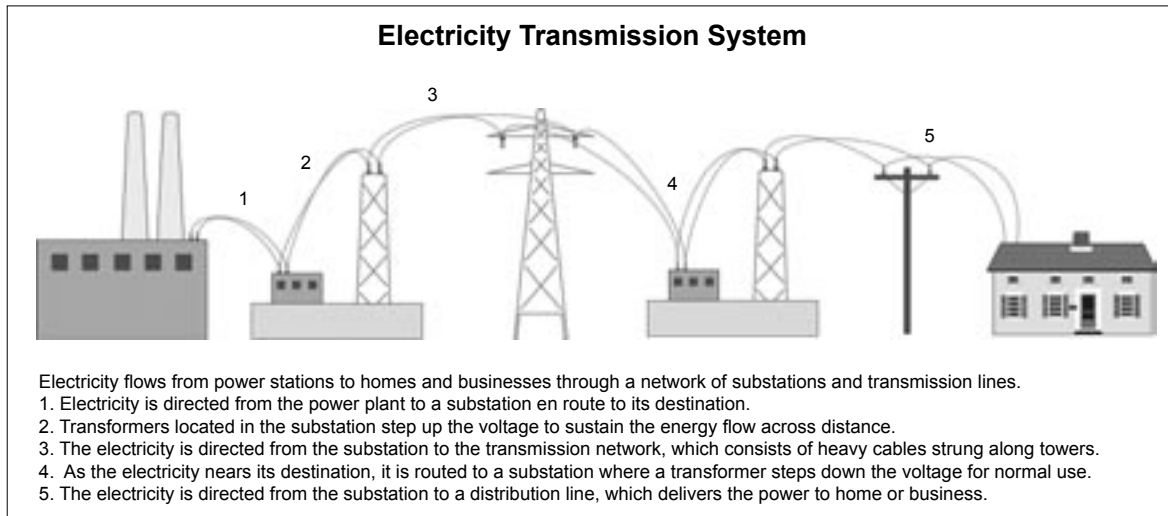 Electricity Transmission System
3
5
2
4
1
Electricity flows from power stations to homes and businesses through a network of substations and transmission lines.
1. Electricity is directed from the power plant to a substation en route to its destination.
2. Transformers located in the substation step up the voltage to sustain the energy flow across distance.
3. The electricity is directed from the substation to the transmission network, which consists of heavy cables strung along towers.
4.  As the electricity nears its destination, it is routed to a substation where a transformer steps down the voltage for normal use.
5. The electricity is directed from the substation to a distribution line, which delivers the power to home or business.